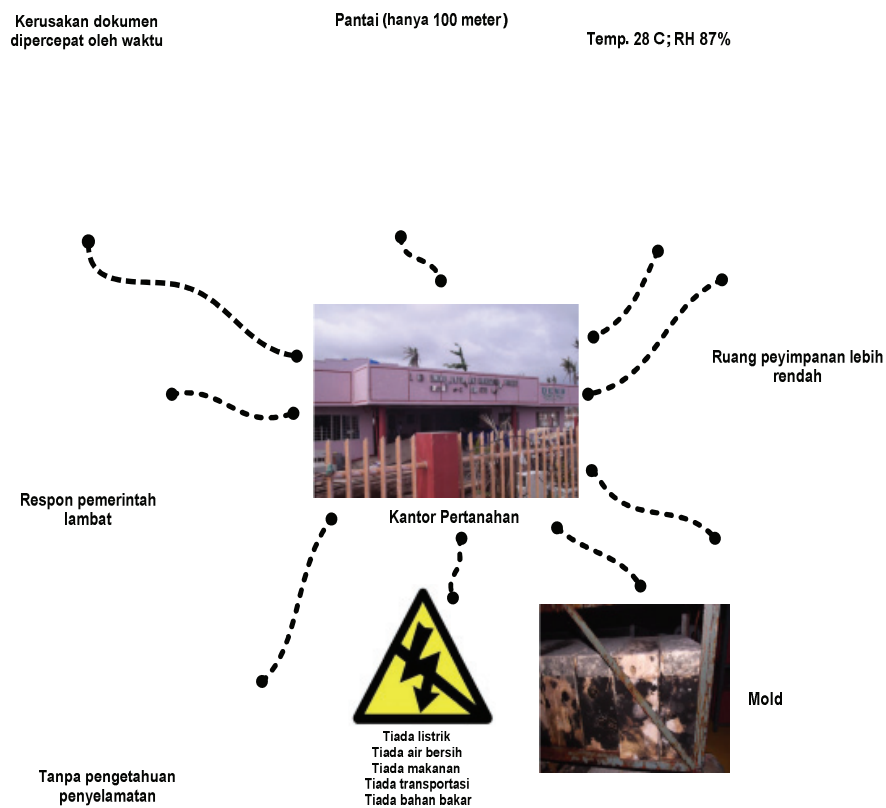 Kerusakan dokumen
dipercepat oleh waktu
Pantai (hanya 100 meter)
Temp. 28 C; RH 87%
Ruang peyimpanan lebih
rendah
Respon pemerintah
lambat
Kantor Pertanahan
Mold
Tiada listrik
Tiada air bersih
Tiada makanan
Tiada transportasi
Tiada bahan bakar
Tanpa pengetahuan
penyelamatan